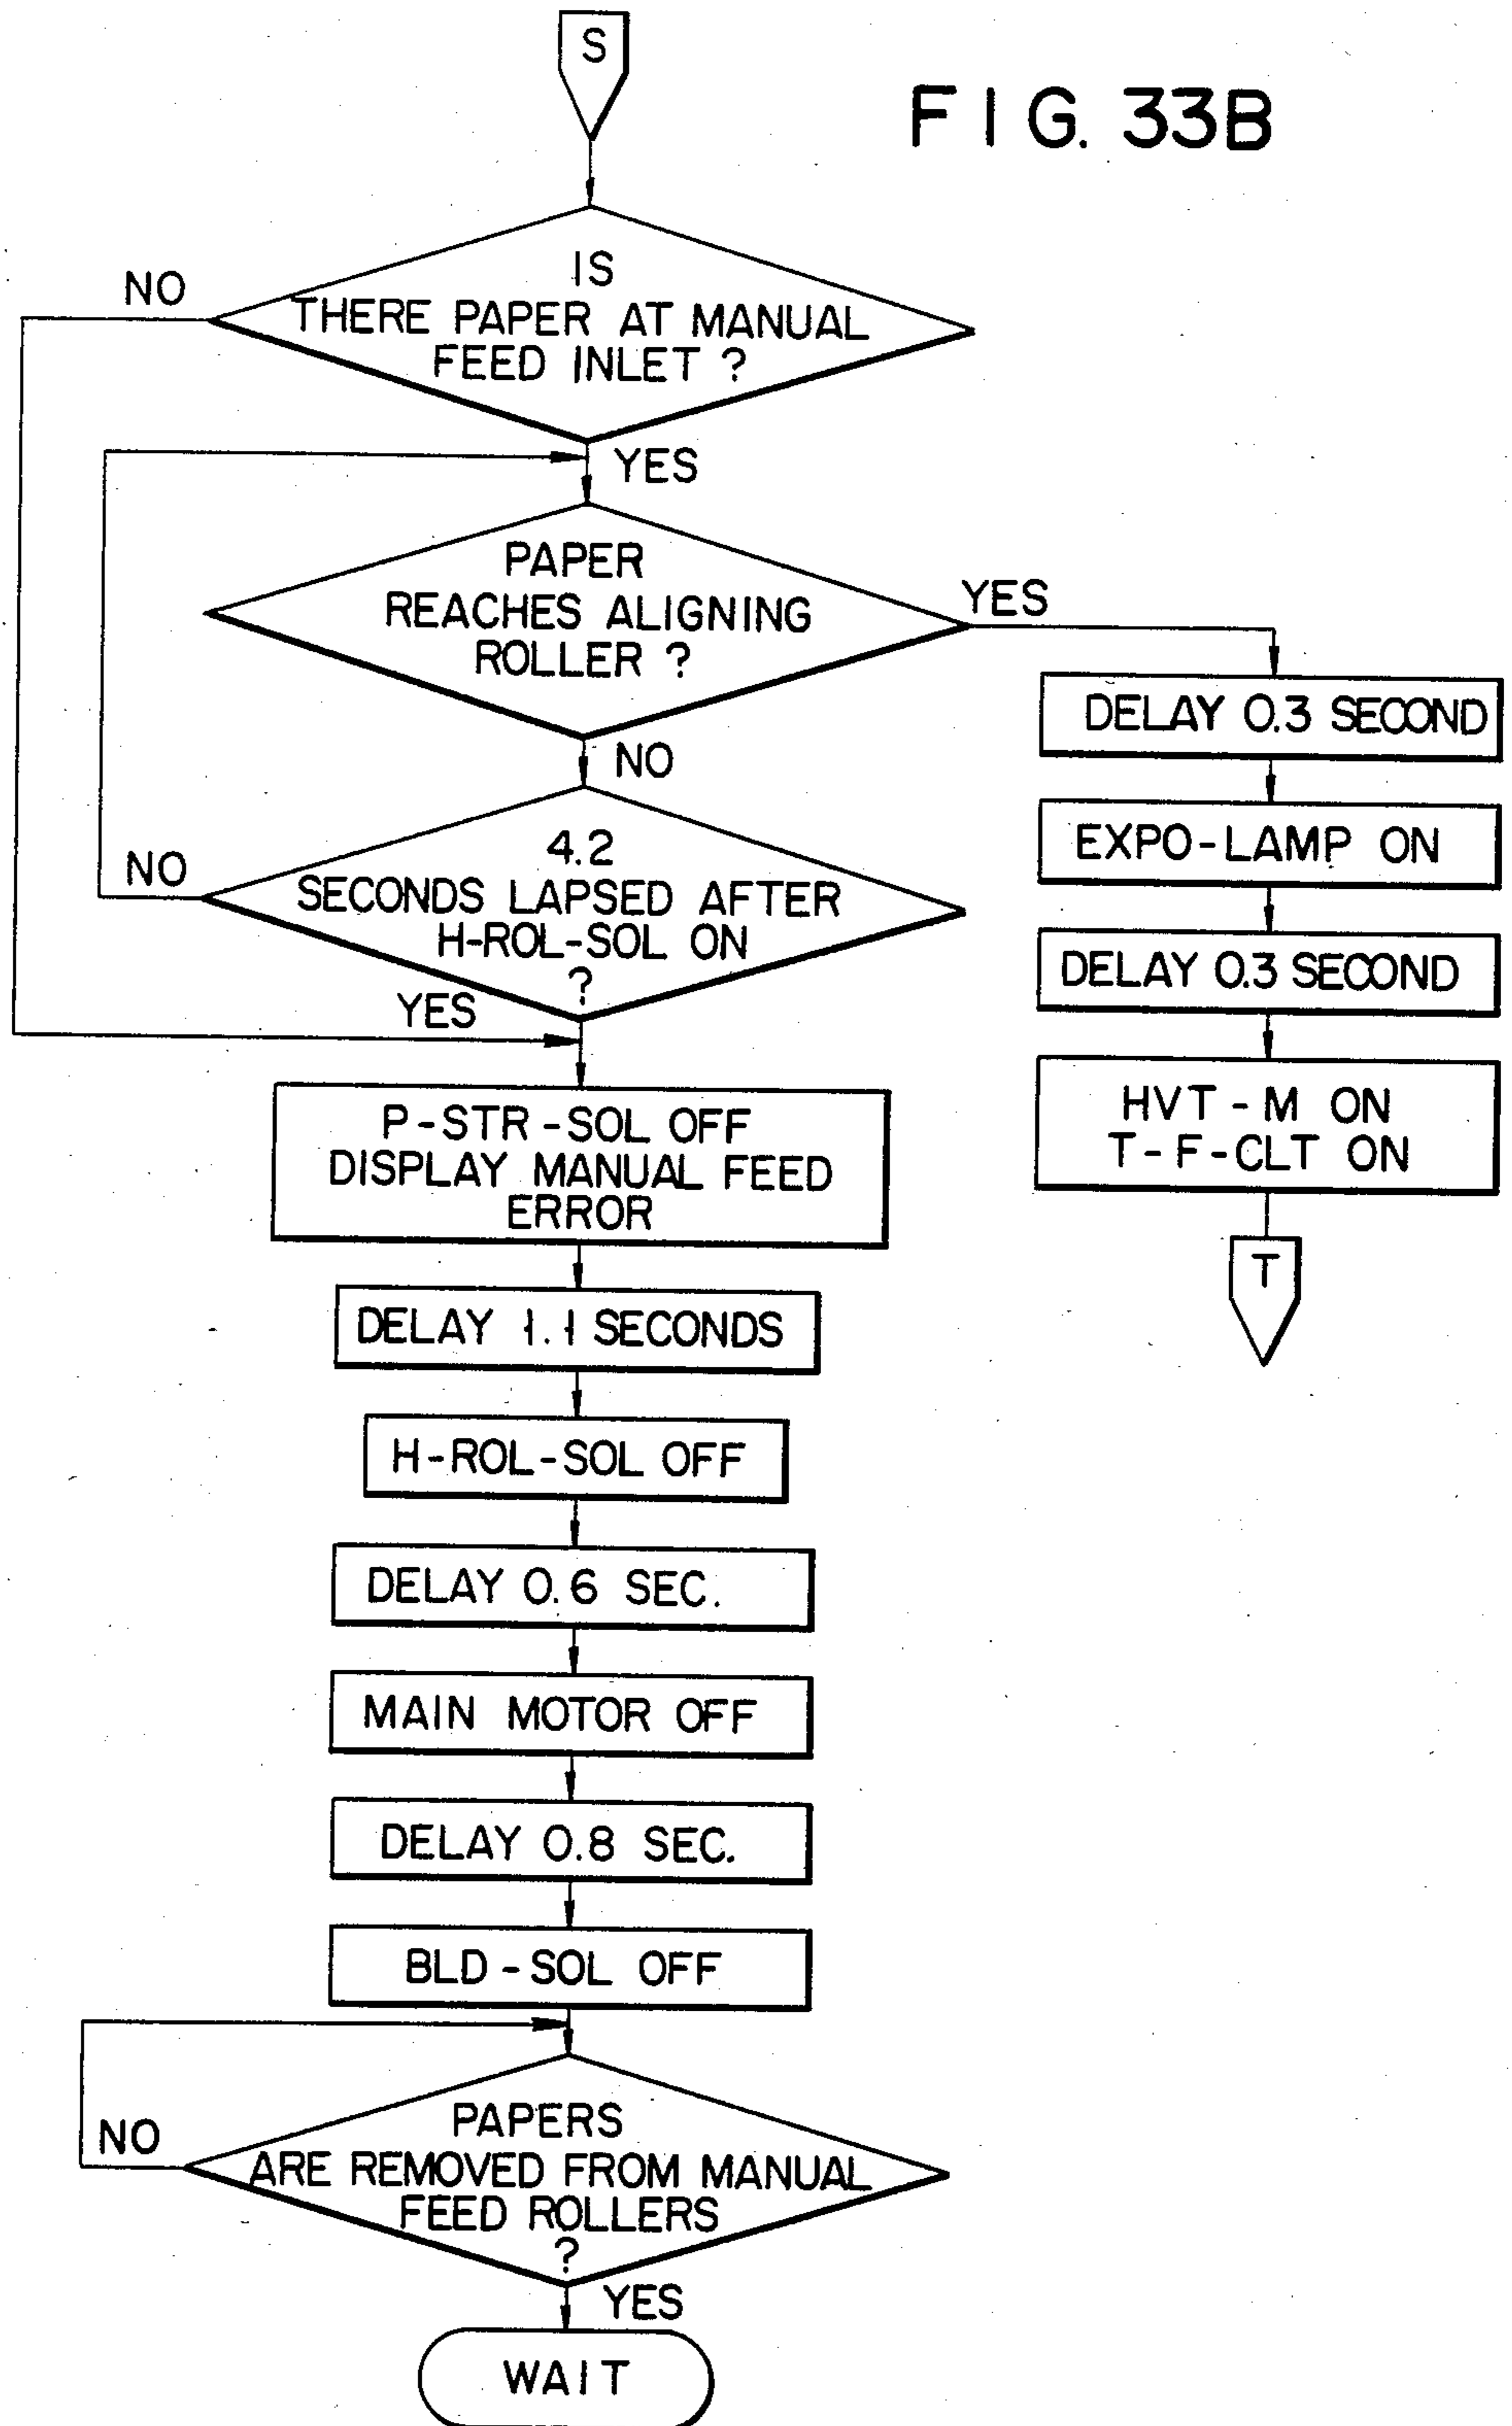 S
FIG. 33B
IS
THERE PAPER AT MANUAL
FEED INLET ?
NO
YES
PAPER
REACHES ALIGNING
ROLLER ?
YES
NO
4.2
SECONDS LAPSED AFTER
H-ROL-SOL ON
?
NO
YES
DELAY 0.3 SECOND
EXPO-LAMP ON
DELAY 0.3 SECOND
HVT-M ON
T-F-CLT ON
T
P-STR-SOL OFF
DISPLAY MANUAL FEED
ERROR
DELAY 1.1 SECONDS
H-ROL-SOL OFF
DELAY 0.6 SEC.
MAIN MOTOR OFF
DELAY 0.8 SEC.
BLD-SOL OFF
PAPERS
ARE REMOVED FROM MANUAL
FEED ROLLERS
?
NO
YES
WAIT